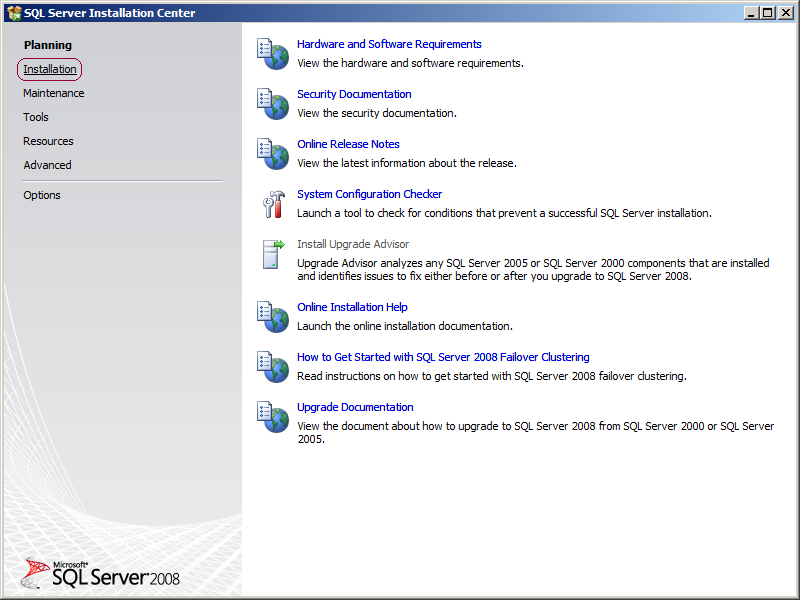 SQL Server Installation Center
Planning
Installation
Maintenance
Tools
Resources
Advanced
Options
Hardware and Software Requirements
View the hardware and software requirements.
Security Documentation
View the security documentation.
Online Release Notes
View the latest information about the release.
System Configuration Checker
Launch a tool to check for conditions that prevent a successful SQL Server installation.
Install Upgrade Advisor
Upgrade Advisor analyzes any SQL Server 2005 or SQL Server 2000 components that are installed
and identifies issues to fix either before or after you upgrade to SQL Server 2008.
Online Installation Help
Launch the online installation documentation.
How to Get Started with SQL Server 2008 Failover Clustering
Read instructions on how to get started with SQL Server 2008 failover clustering.
Upgrade Documentation
View the document about how to upgrade to SQL Server 2008 from SQL Server 2000 or SQL Server
2005.
Microsoft®
SQL Server 2008